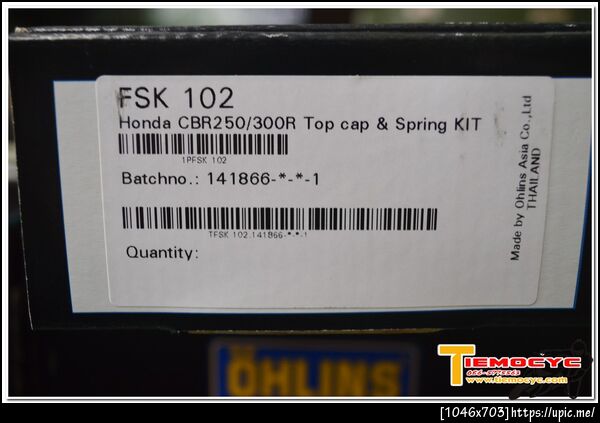 FSK 102
Honda CBR250/300R Top cap & Spring KIT
1PFSK 102
Batchno.: 141866-*-*-1
TFSK 102.141866-*-*-1
Quantity:
Made by Ohlins Asia Co.,Ltd
THAILAND
ÖHLINS
TIEMOCYC
www.tiemocyc.com
[1046x703]https://upic.me/